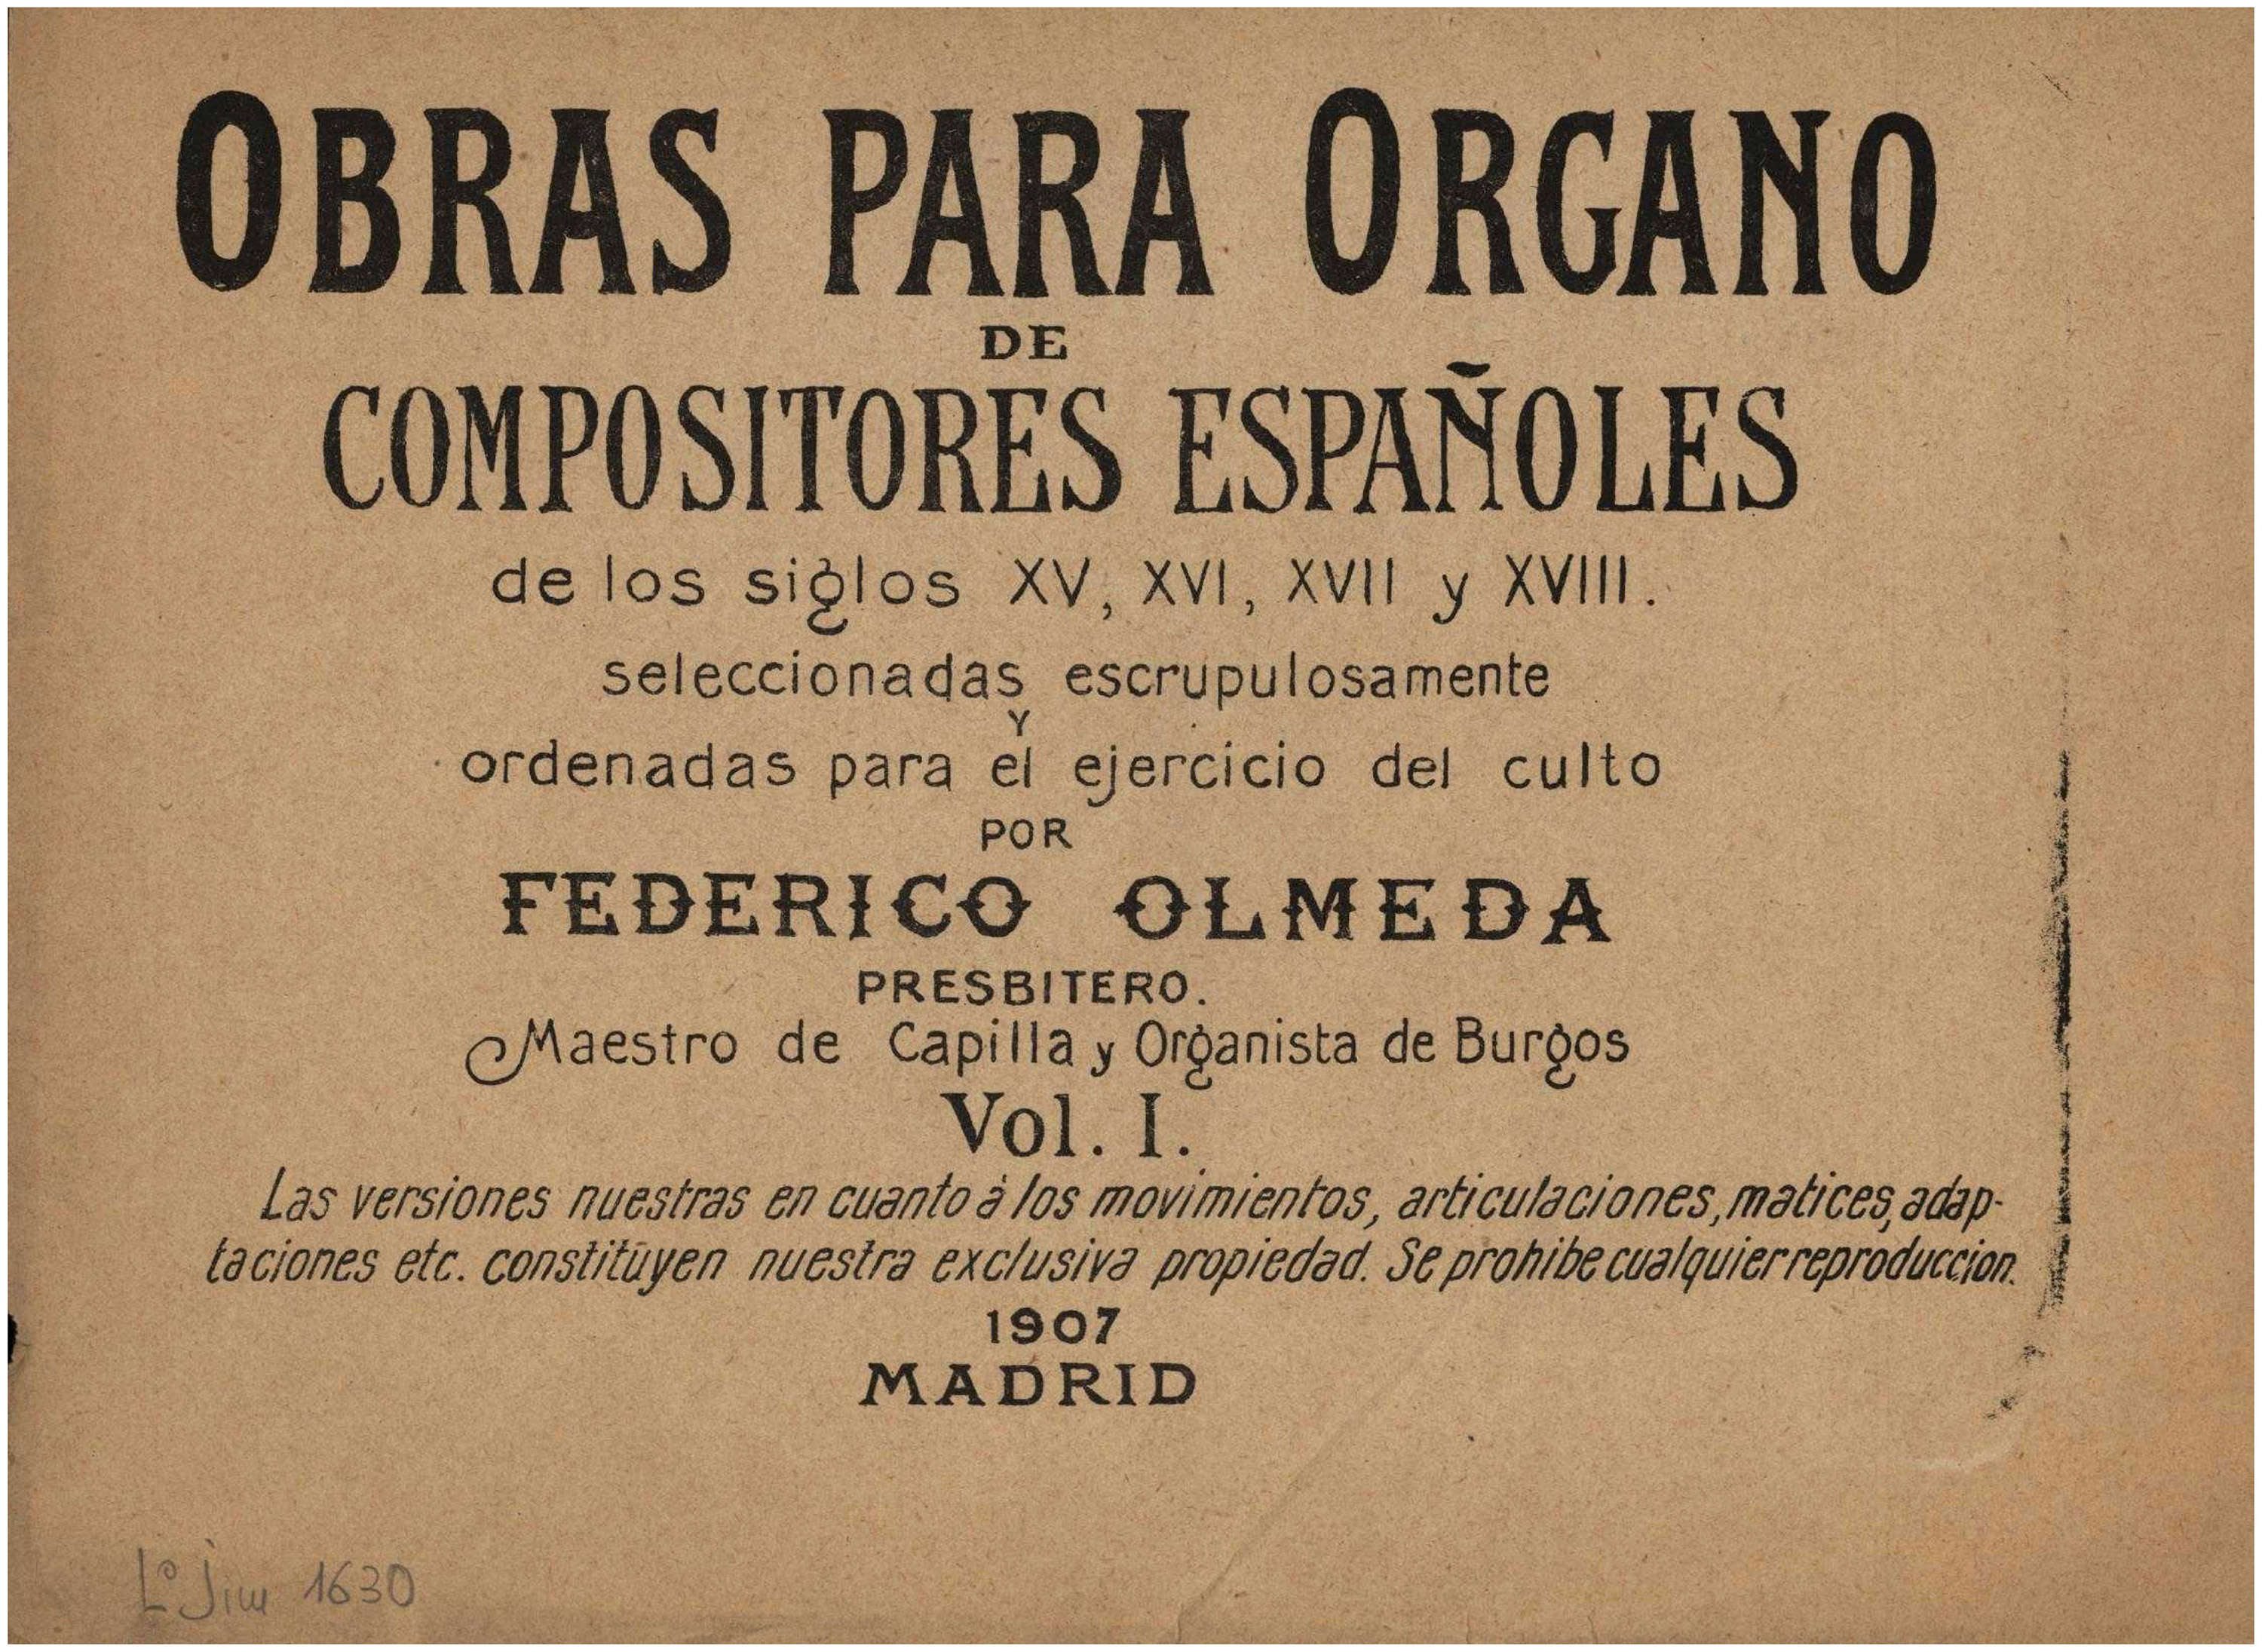 OBRAS PARA ORGANO
DE
COMPOSITORES ESPAÑOLES
de los siglos XV, XVI, XVII y XVIII.
seleccionadas escrupulosamente
Y
ordenadas para el ejercicio del culto
POR
FEDERICO OLMEDA
PRESBITERO.
Maestro de Capilla y Organista de Burgos
Vol. I.
Las versiones nuestras en cuanto á los movimientos, articulaciones, matices, adap-
taciones etc. constituyen nuestra exclusiva propiedad. Se prohibe cualquier reproduccion.
1907
MADRID
1630